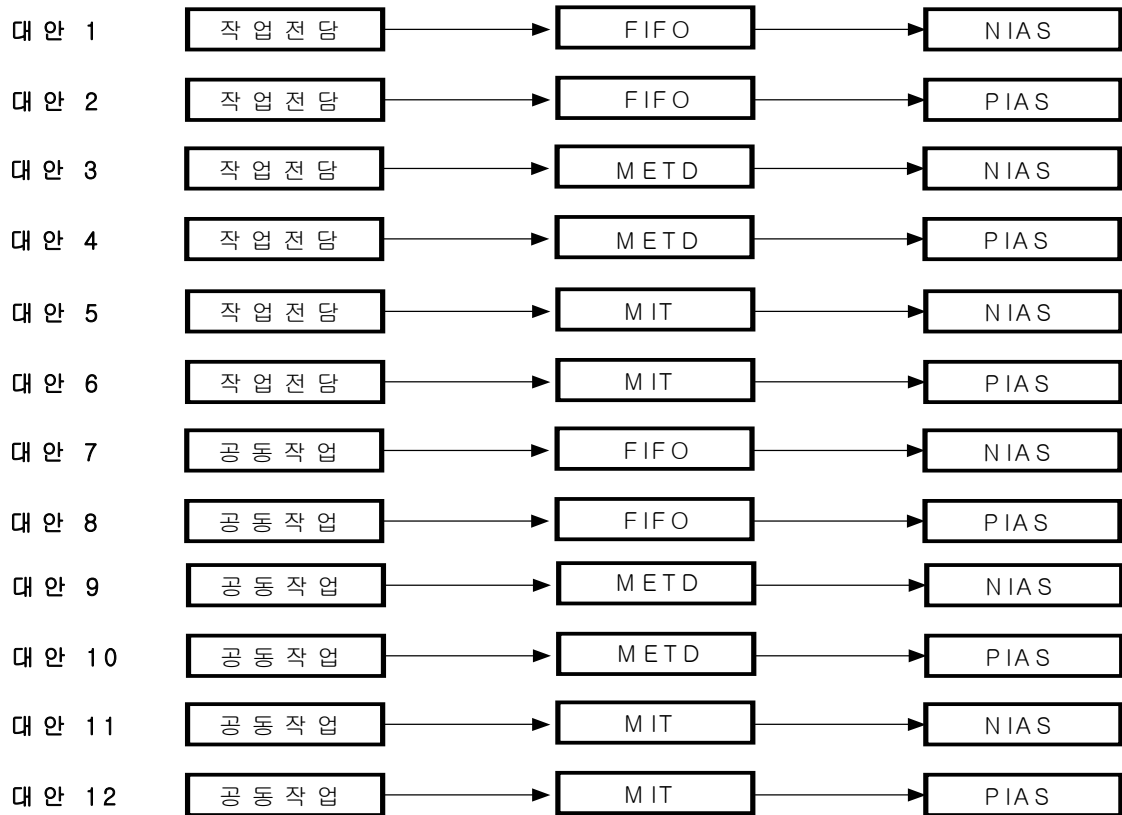 대안 1 작업전담 FIFO NIAS
대안 2 작업전담 FIFO PIAS
대안 3 작업전담 METD NIAS
대안 4 작업전담 METD PIAS
대안 5 작업전담 MIT NIAS
대안 6 작업전담 MIT PIAS
대안 7 공동작업 FIFO NIAS
대안 8 공동작업 FIFO PIAS
대안 9 공동작업 METD NIAS
대안 10 공동작업 METD PIAS
대안 11 공동작업 MIT NIAS
대안 12 공동작업 MIT PIAS